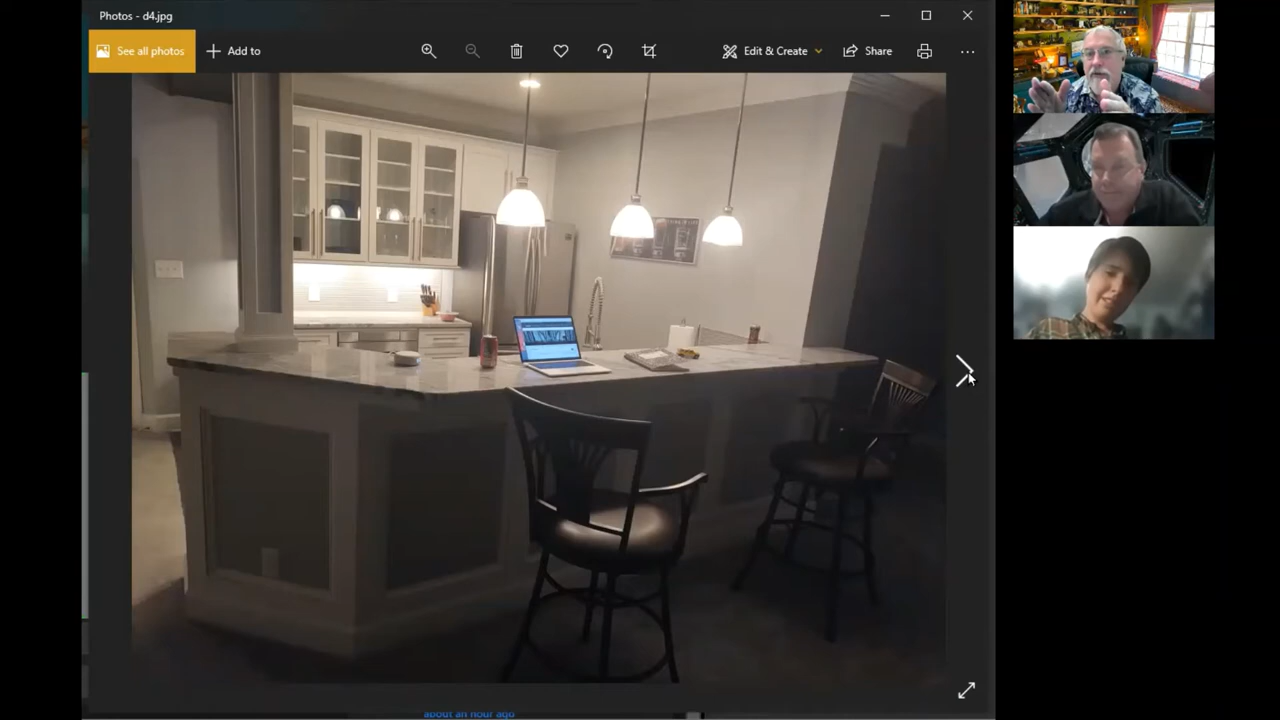 Photos - d4.jpg
See all photos
Add to
Edit & Create
Share
about an hour ago